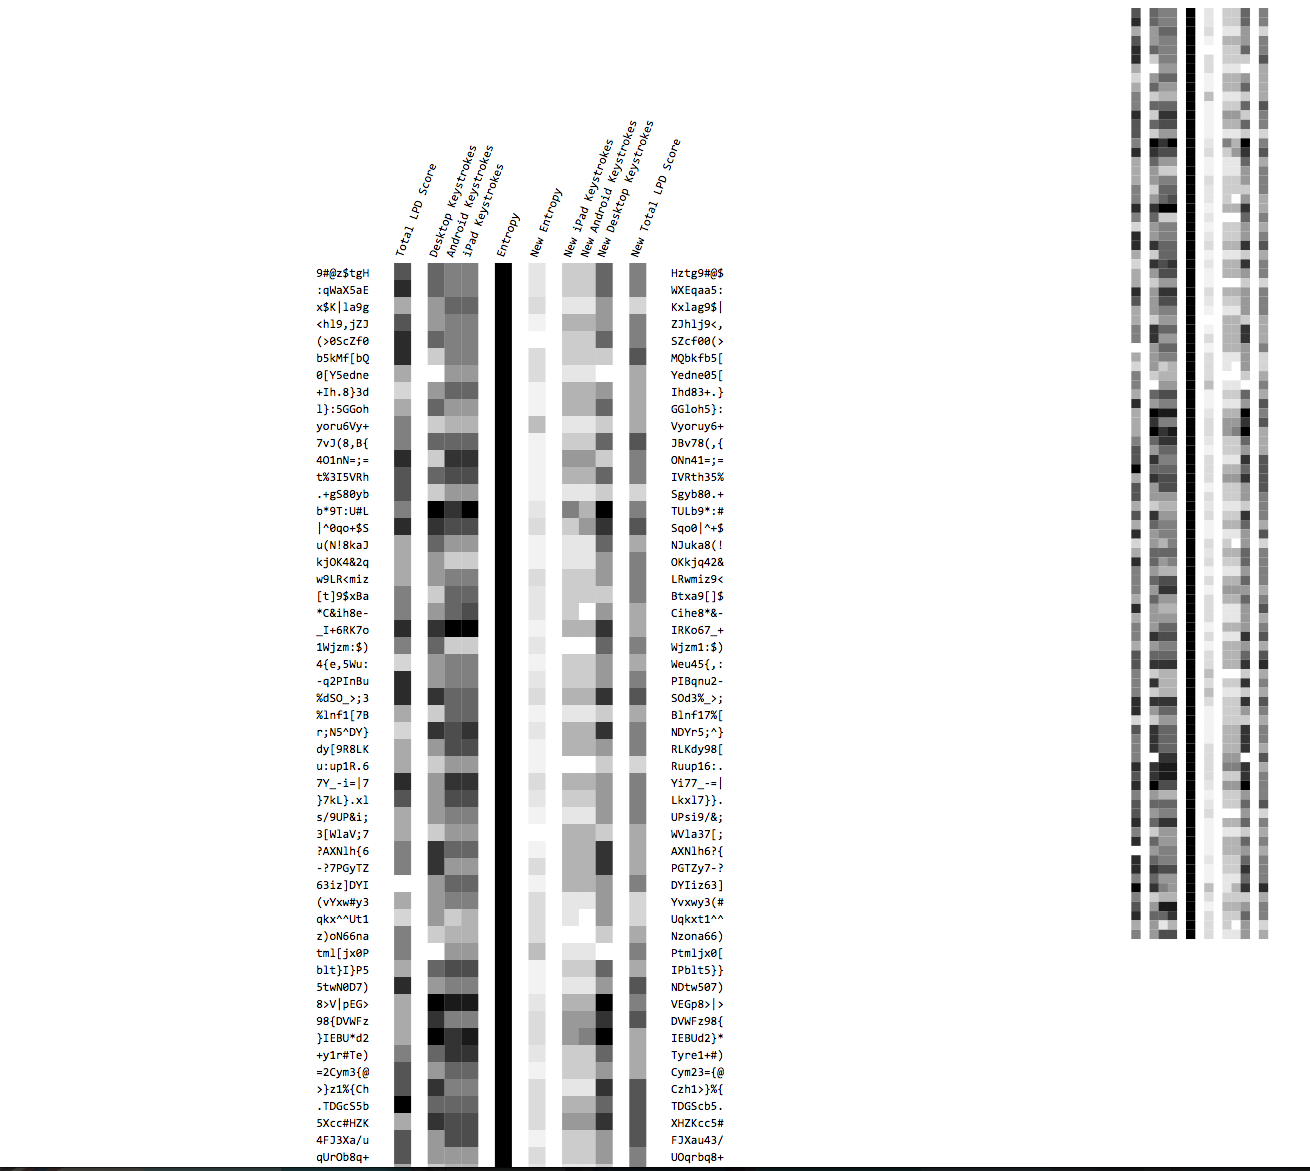 Total LPD Score
Desktop Keystrokes
Android Keystrokes
iPad Keystrokes
Entropy
New Entropy
New iPad Keystrokes
New Android Keystrokes
New Desktop Keystrokes
New Total LPD Score
9#@z$tgH Hztg9#@$
:qWaX5aE WXEqaa5:
x$K|la9g Kxlag9$|
<hl9,jZJ ZJhlj9<,
(>0ScZf0 SZcf00(>
b5kMf[bQ MQbkfb5[
0[Y5edne Yedne05[
+Ih.8}3d Ihd83+.}
l}:5GGoh GGloh5}:
yoru6Vy+ Vyoruy6+
7vJ(8,B{ JBv78(,{
4O1nN=;= ONn41=;=
t%3I5VRh IVRth35%
.+gS80yb Sgyb80.+
b*9T:U#L TULb9*:#
|^0qo+$S Sqo0|^+$
u(N!8kaJ NJuka8(!
kjOK4&2q OKkjq42&
w9LR<miz LRwmiz9<
[t]9$xBa Btxa9[]$
*C&ih8e- Cihe8*&-
_I+6RK7o IRKo67_+
1Wjzm:$) Wjzm1:$)
4{e,5Wu: Weu45{,:
-q2PInBu PIBqnu2-
%dSO_>;3 SOd3%_>;
%lnf1[7B Blnf17%[
r;N5^DY} NDYr5;^}
dy[9R8LK RLKdy98[
u:up1R.6 Ruup16:.
7Y_-i=|7 Yi77_-=|
}7kL}.xl Lkxl7}}.
s/9UP&i; UPsi9/&;
3[WlaV;7 WVla37[;
?AXNlh{6 AXNlh6?{
-?7PGyTZ PGTZy7-?
63iz]DYI DYIiz63]
(vYxw#y3 Yvxwy3(#
qkx^^Ut1 Uqkxt1^^
z)oN66na Nzona66)
tml[jx0P Ptmljx0[
blt}I}P5 IPblt5}}
5twN0D7) NDtw507)
8>V|pEG> VEGp8>|>
98{DVWFz DVWFz98{
}IEBU*d2 IEBUd2}*
+y1r#Te) Tyre1+#)
=2Cym3{@ Cym23={@
>}z1%{Ch Czh1>}%{
.TDGcS5b TDGScb5.
5Xcc#HZK XHZKcc5#
4FJ3Xa/u FJXau43/
qUrOb8q+ UOqrbq8+